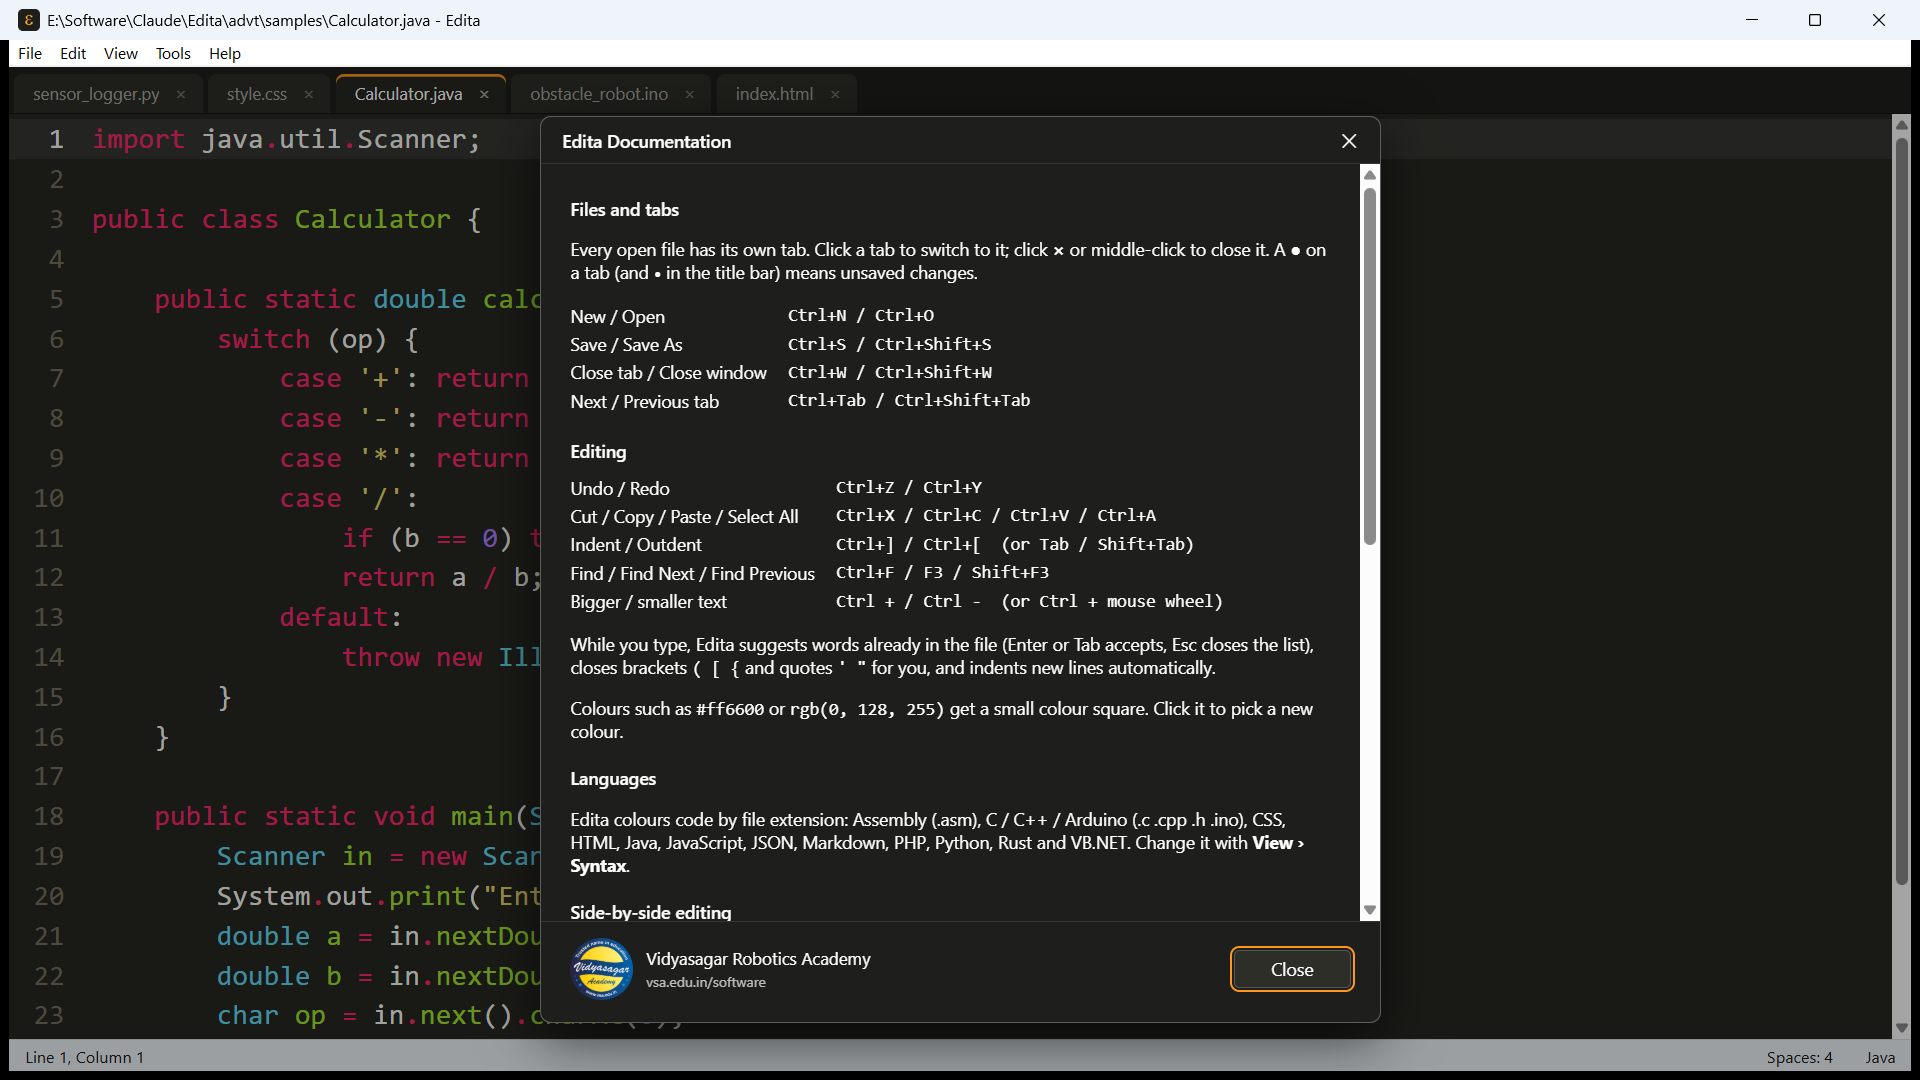 E:\Software\Claude\Edita\advt\samples\Calculator.java - Edita
File Edit View Tools Help
sensor_logger.py × style.css × Calculator.java × obstacle_robot.ino × index.html ×
1 import java.util.Scanner;
2
3 public class Calculator {
4
5 public static double calc
6 switch (op) {
7 case '+': return
8 case '-': return
9 case '*': return
10 case '/':
11 if (b == 0) t
12 return a / b;
13 default:
14 throw new Ill
15 }
16 }
17
18 public static void main(S
19 Scanner in = new Scan
20 System.out.print("Ent
21 double a = in.nextDou
22 double b = in.nextDou
23 char op = in.next().c
Edita Documentation
Files and tabs
Every open file has its own tab. Click a tab to switch to it; click × or middle-click to close it. A ● on
a tab (and • in the title bar) means unsaved changes.
New / Open Ctrl+N / Ctrl+O
Save / Save As Ctrl+S / Ctrl+Shift+S
Close tab / Close window Ctrl+W / Ctrl+Shift+W
Next / Previous tab Ctrl+Tab / Ctrl+Shift+Tab
Editing
Undo / Redo Ctrl+Z / Ctrl+Y
Cut / Copy / Paste / Select All Ctrl+X / Ctrl+C / Ctrl+V / Ctrl+A
Indent / Outdent Ctrl+] / Ctrl+[ (or Tab / Shift+Tab)
Find / Find Next / Find Previous Ctrl+F / F3 / Shift+F3
Bigger / smaller text Ctrl + / Ctrl - (or Ctrl + mouse wheel)
While you type, Edita suggests words already in the file (Enter or Tab accepts, Esc closes the list),
closes brackets ( [ { and quotes ' " for you, and indents new lines automatically.
Colours such as #ff6600 or rgb(0, 128, 255) get a small colour square. Click it to pick a new
colour.
Languages
Edita colours code by file extension: Assembly (.asm), C / C++ / Arduino (.c .cpp .h .ino), CSS,
HTML, Java, JavaScript, JSON, Markdown, PHP, Python, Rust and VB.NET. Change it with View ›
Syntax.
Side-by-side editing
Vidyasagar Academy
Vidyasagar Robotics Academy
vsa.edu.in/software
Close
Line 1, Column 1
Spaces: 4 Java